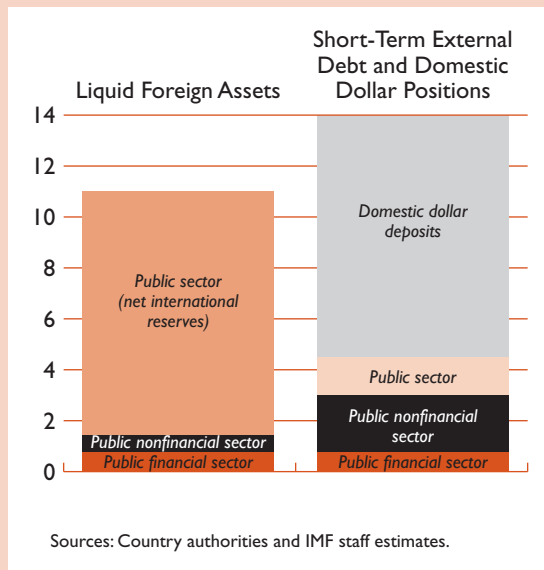 Liquid Foreign Assets
Short-Term External
Debt and Domestic
Dollar Positions
14
12
10
8
6
4
2
0
Public sector
(net international
reserves)
Public nonfinancial sector
Public financial sector
Domestic dollar
deposits
Public sector
Public nonfinancial
sector
Public financial sector
Sources: Country authorities and IMF staff estimates.